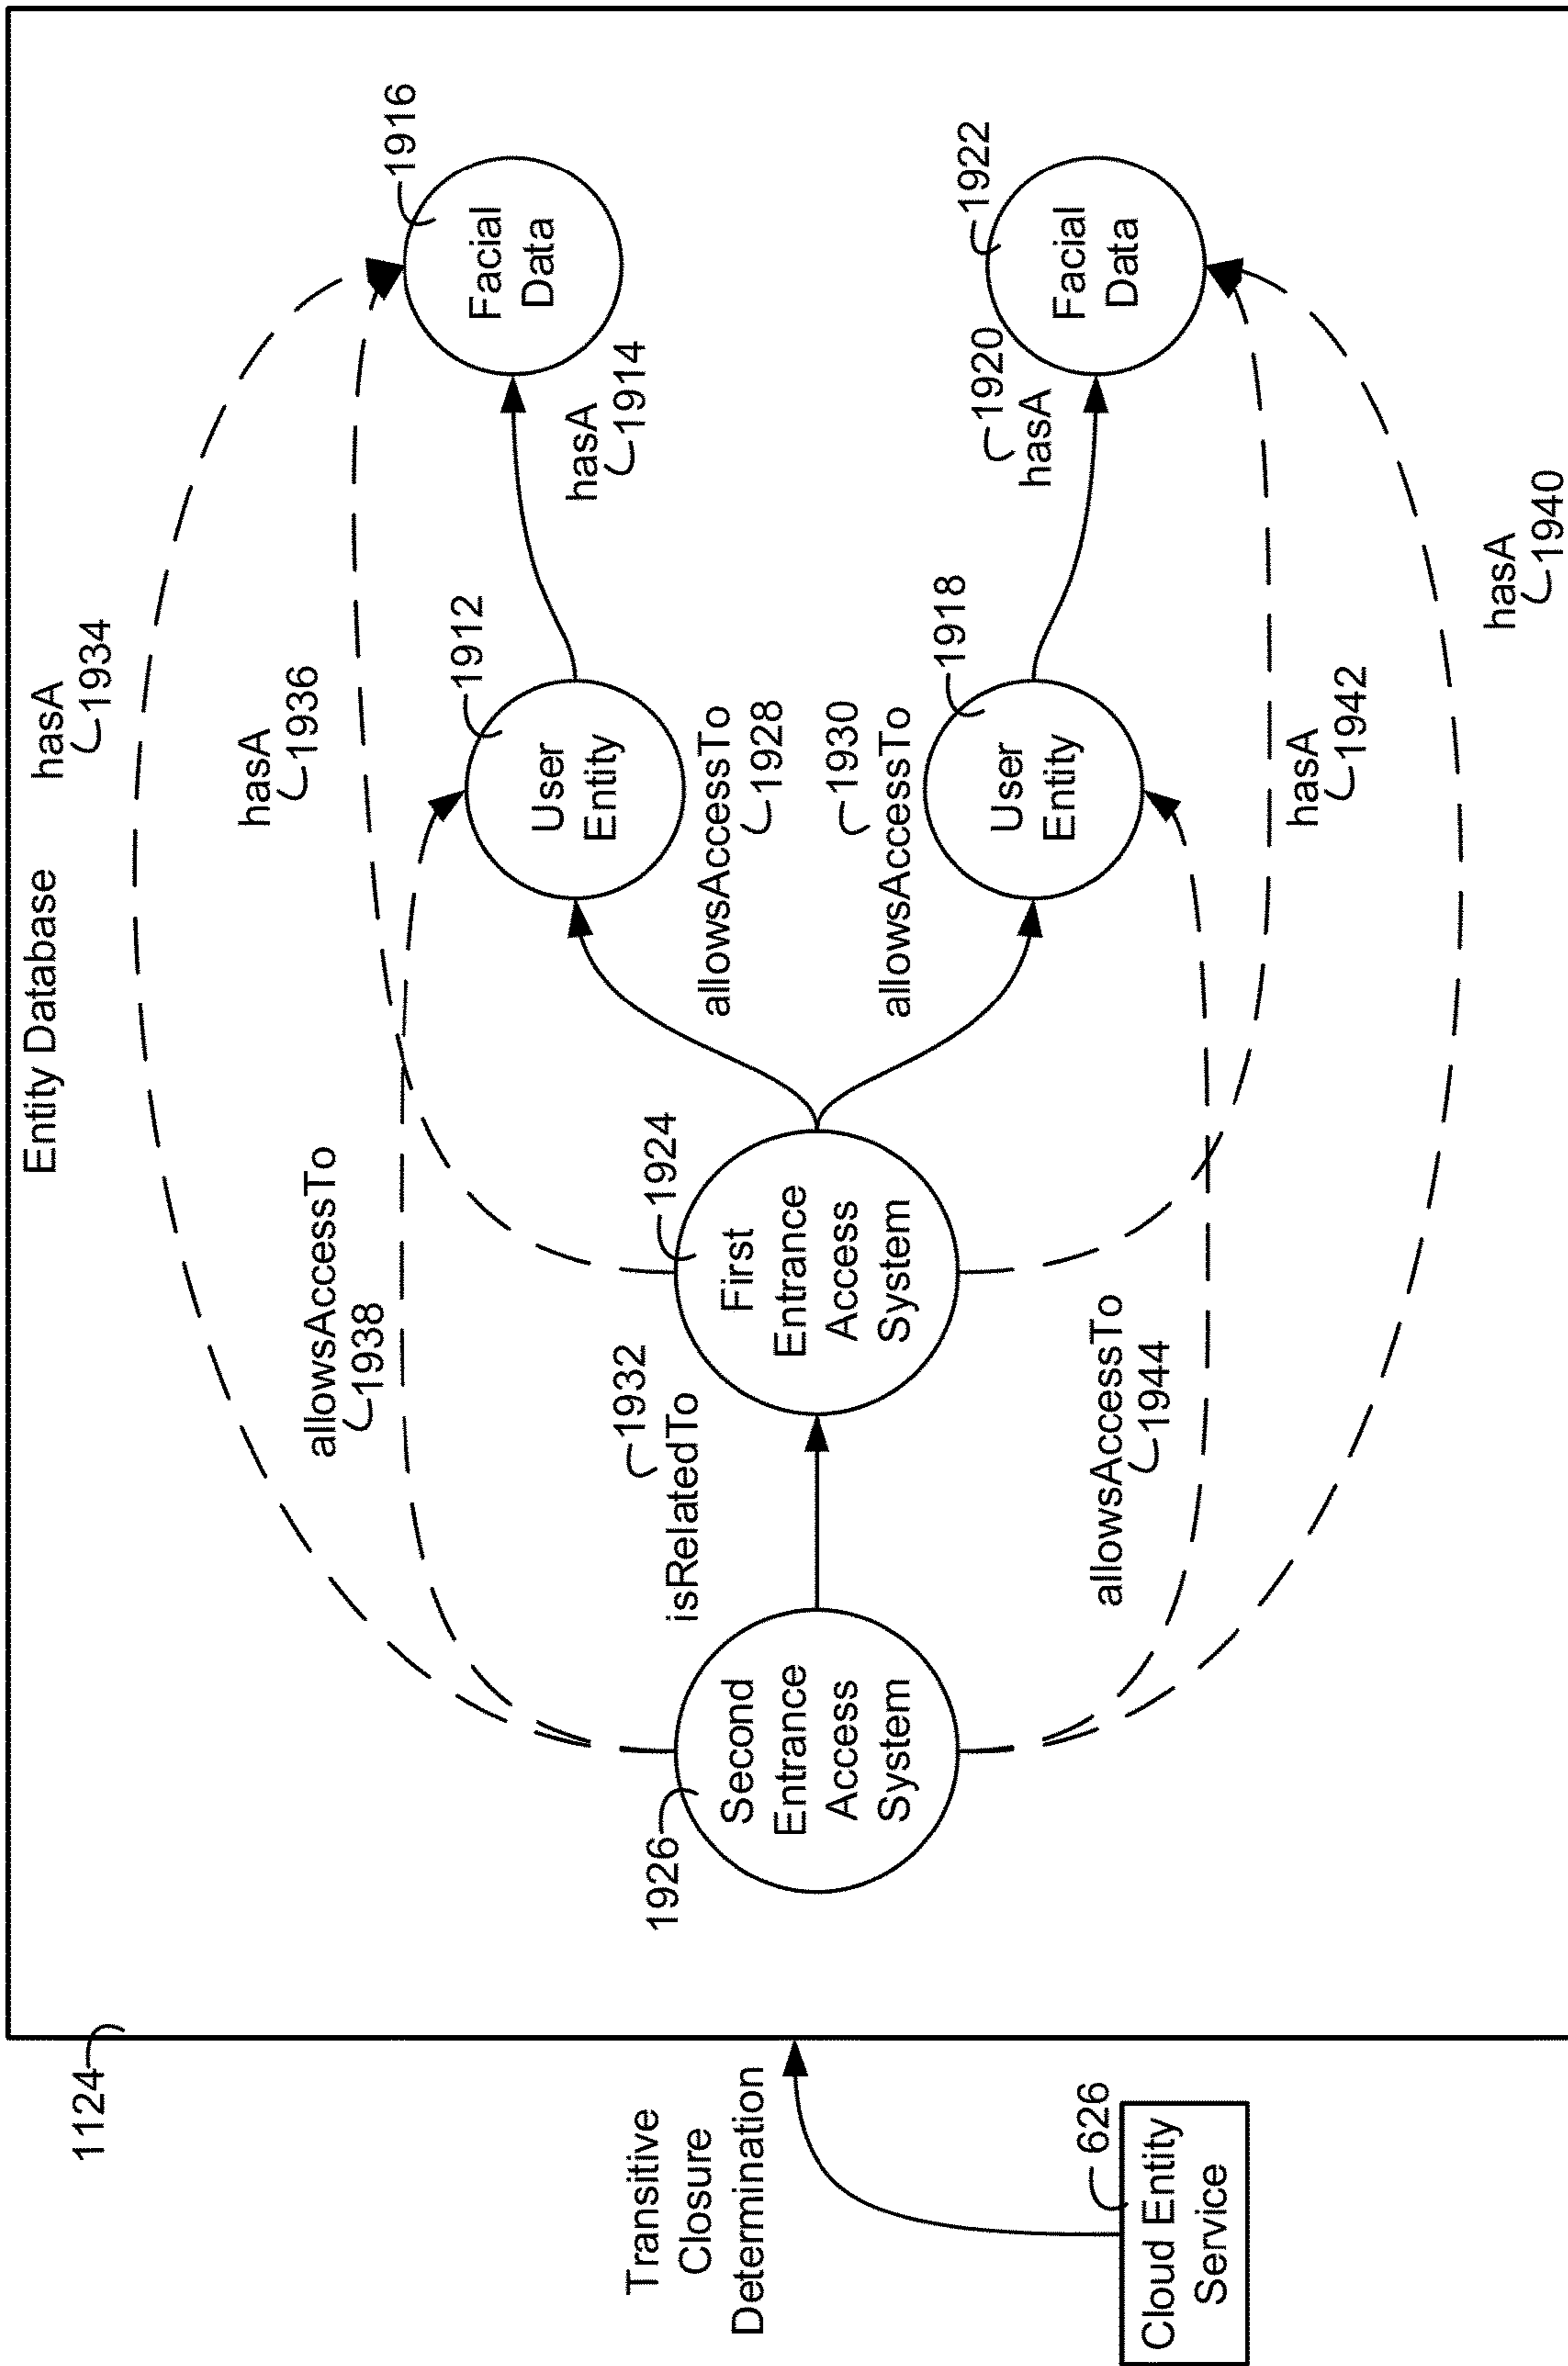 Entity Database
1124
Transitive
Closure
Determination
Cloud Entity
Service
626
hasA
1934
hasA
1936
allowsAccessTo
1938
Facial
Data
1916
hasA
1914
User
Entity
1912
allowsAccessTo
1928
1932
isRelatedTo
Second
Entrance
Access
System
1926
First
Entrance
Access
System
1924
1930
allowsAccessTo
User
Entity
1918
1920
hasA
Facial
Data
1922
allowsAccessTo
1944
hasA
1942
hasA
1940